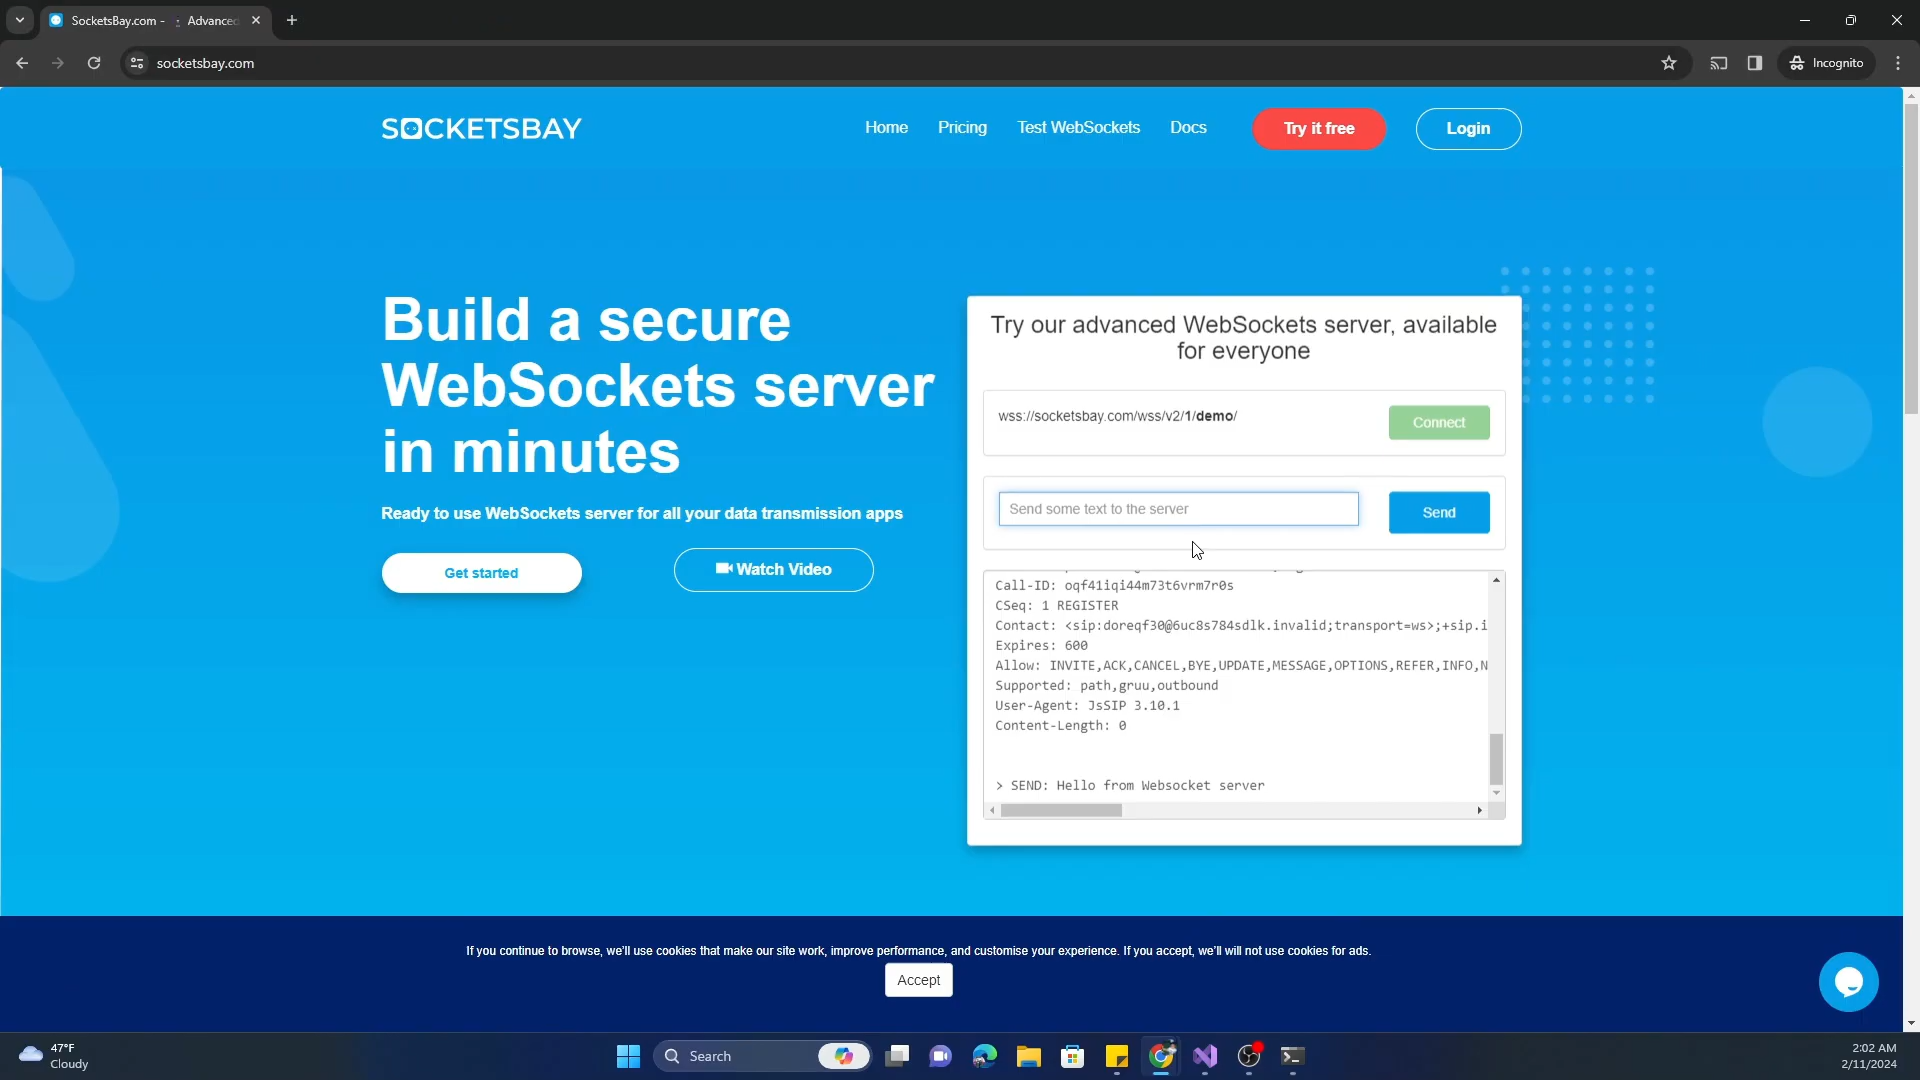 SocketsBay.com - Advanced
socketsbay.com
Incognito
SOCKETSBAY
Home
Pricing
Test WebSockets
Docs
Try it free
Login
Build a secure
WebSockets server
in minutes
Ready to use WebSockets server for all your data transmission apps
Get started
Watch Video
Try our advanced WebSockets server, available
for everyone
wss://socketsbay.com/wss/v2/1/demo/
Connect
Send some text to the server
Send
Call-ID: oqf41iqi44m73t6vrm7r0s
CSeq: 1 REGISTER
Contact: <sip:doreqf30@6uc8s784sdlk.invalid;transport=ws>;+sip.i
Expires: 600
Allow: INVITE,ACK,CANCEL,BYE,UPDATE,MESSAGE,OPTIONS,REFER,INFO,N
Supported: path,gruu,outbound
User-Agent: JsSIP 3.10.1
Content-Length: 0
> SEND: Hello from Websocket server
If you continue to browse, we'll use cookies that make our site work, improve performance, and customise your experience. If you accept, we'll will not use cookies for ads.
Accept
47°F
Cloudy
Search
2:02 AM
2/11/2024